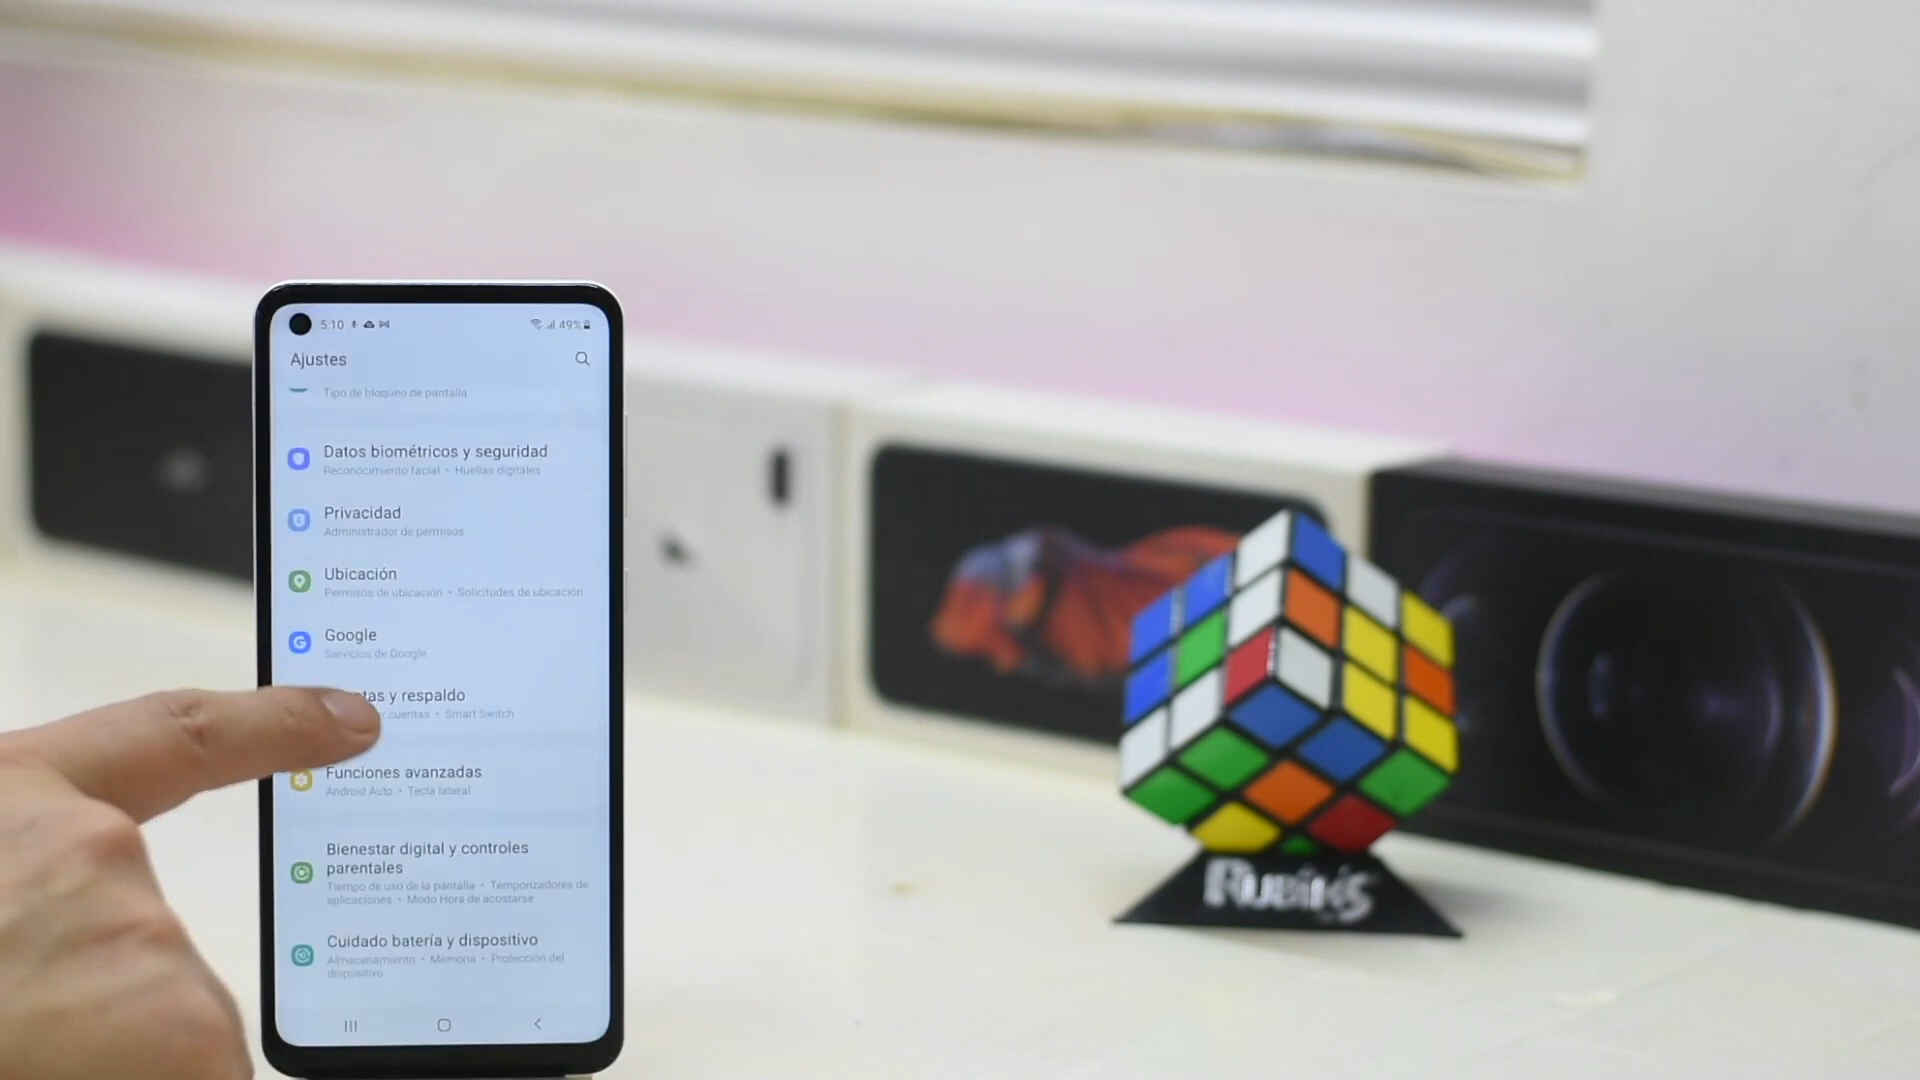 5:10 49%
Ajustes
Tipo de bloqueo de pantalla
Datos biométricos y seguridad
Reconocimiento facial • Huellas digitales
Privacidad
Administrador de permisos
Ubicación
Permisos de ubicación • Solicitudes de ubicación
Google
Servicios de Google
y respaldo
cuentas • Smart Switch
Funciones avanzadas
Android Auto • Tecla lateral
Bienestar digital y controles
parentales
Tiempo de uso de la pantalla • Temporizadores de
aplicaciones • Modo Hora de acostarse
Cuidado batería y dispositivo
Almacenamiento • Memoria • Protección del
dispositivo
Rubik's